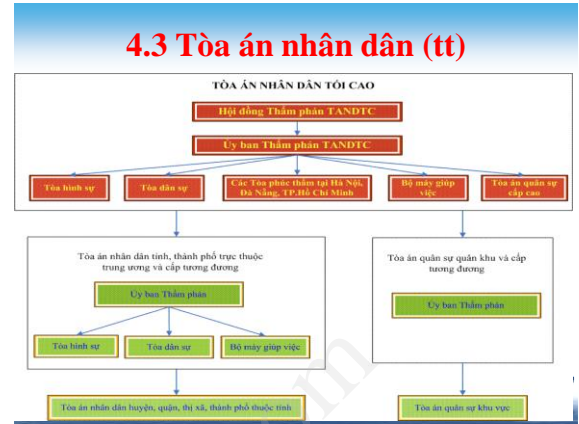 4.3 Tòa án nhân dân (tt)
TÒA ÁN NHÂN DÂN TỐI CAO
Hội đồng Thẩm phán TANDTC
Ủy ban Thẩm phán TANDTC
Tòa hình sự
Tòa dân sự
Các Tòa phúc thẩm tại Hà Nội,
Đà Nẵng, TP.Hồ Chí Minh
Bộ máy giúp
việc
Tòa án quân sự
cấp cao
Tòa án nhân dân tỉnh, thành phố trực thuộc
trung ương và cấp tương đương
Ủy ban Thẩm phán
Tòa hình sự
Tòa dân sự
Bộ máy giúp việc
Tòa án quân sự quân khu và cấp
tương đương
Ủy ban Thẩm phán
Tòa án nhân dân huyện, quận, thị xã, thành phố thuộc tỉnh
Tòa án quân sự khu vực